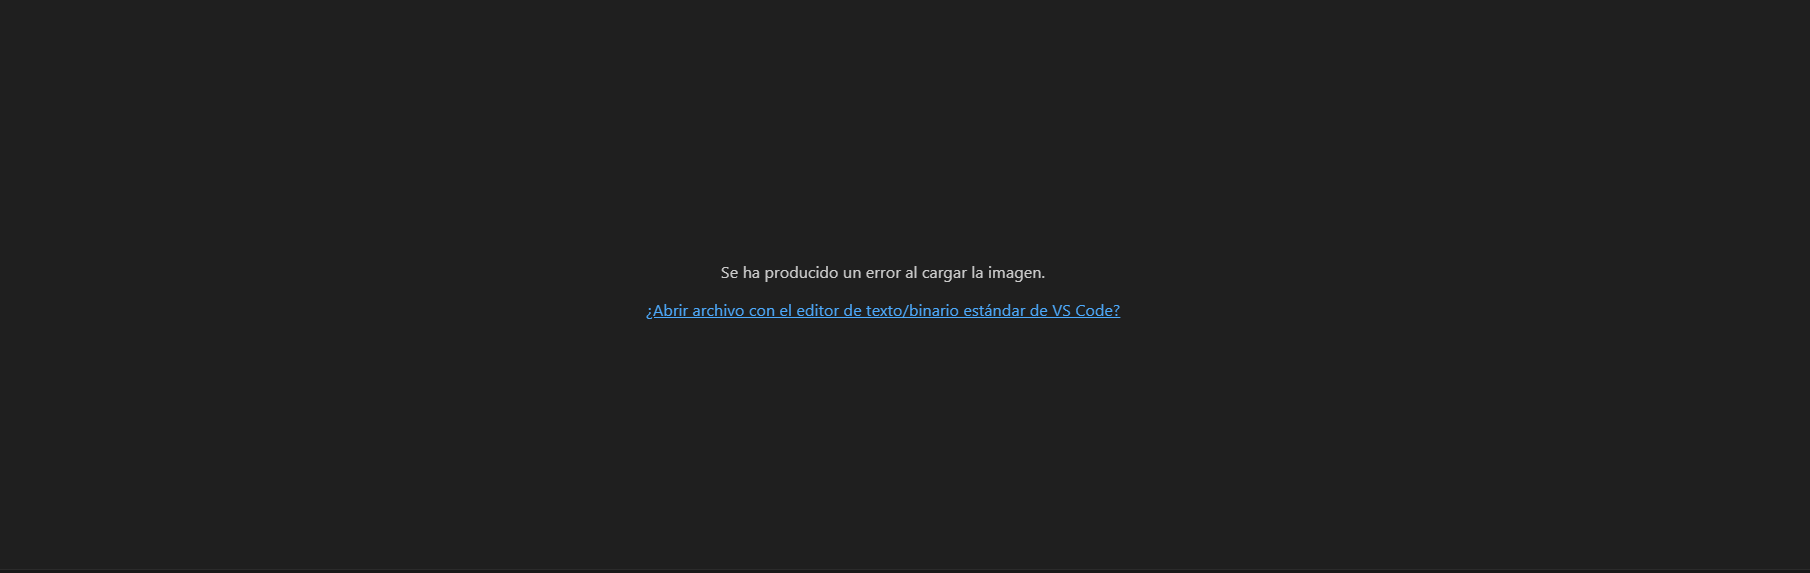 Se ha producido un error al cargar la imagen.
¿Abrir archivo con el editor de texto/binario estándar de VS Code?